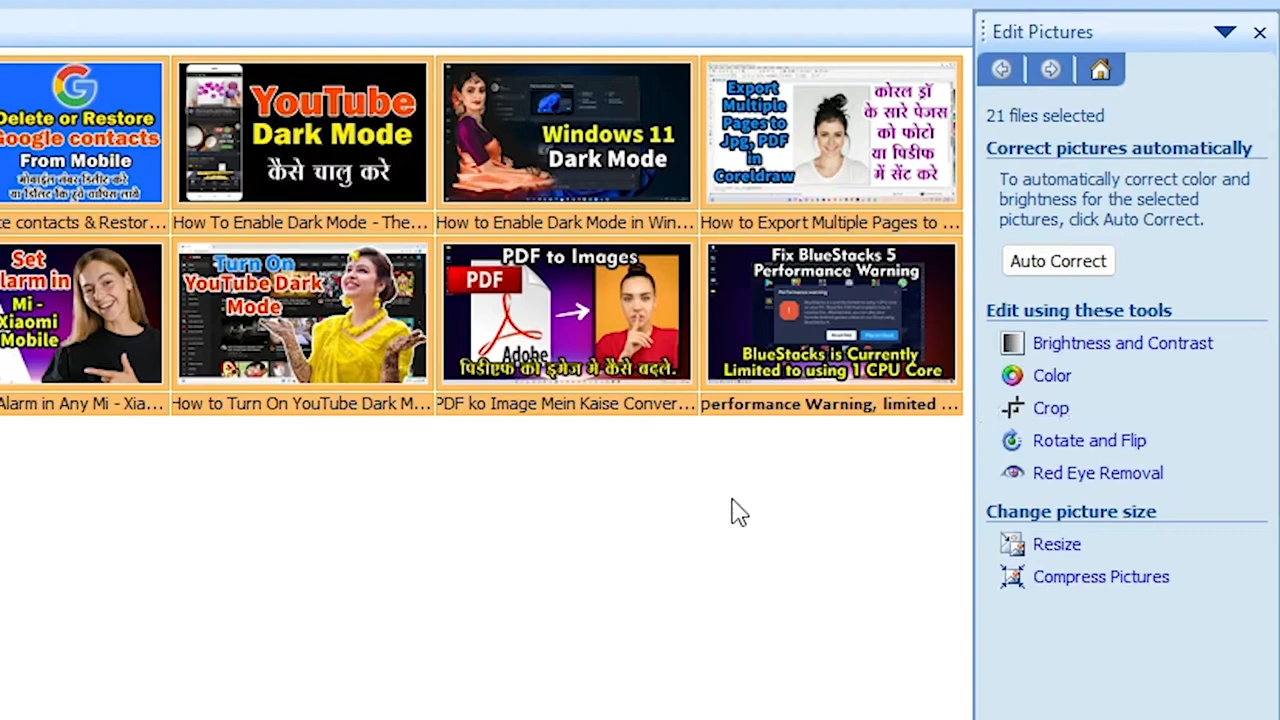 Edit Pictures
21 files selected
Correct pictures automatically
To automatically correct color and
brightness for the selected
pictures, click Auto Correct.
Auto Correct
Edit using these tools
Brightness and Contrast
Color
Crop
Rotate and Flip
Red Eye Removal
Change picture size
Resize
Compress Pictures
Delete or Restore
Google contacts
From Mobile
मोबाईल नंबर डिलीट करे
या डिलिट किए हुवे वापिस लावे
te contacts & Restor...
YouTube
Dark Mode
कैसे चालु करे
How To Enable Dark Mode - The...
Windows 11
Dark Mode
How to Enable Dark Mode in Win...
Export
Multiple
Pages to
Jpg, PDF
in
Coreldraw
कोरल ड्रॉ
के सारे पेजस
को फोटो
या पिडीफ
में सेंट करे
How to Export Multiple Pages to ...
Set
larm in
Mi -
Xiaomi
Mobile
Alarm in Any Mi - Xia...
Turn On
YouTube Dark
Mode
How to Turn On YouTube Dark M...
PDF to Images
PDF
Adobe
पिडीएफ को इमेज मे कैसे बदले.
PDF ko Image Mein Kaise Conver...
Fix BlueStacks 5
Performance Warning
Performance warning
BlueStacks is Currently
Limited to using 1 CPU Core
performance Warning, limited ...